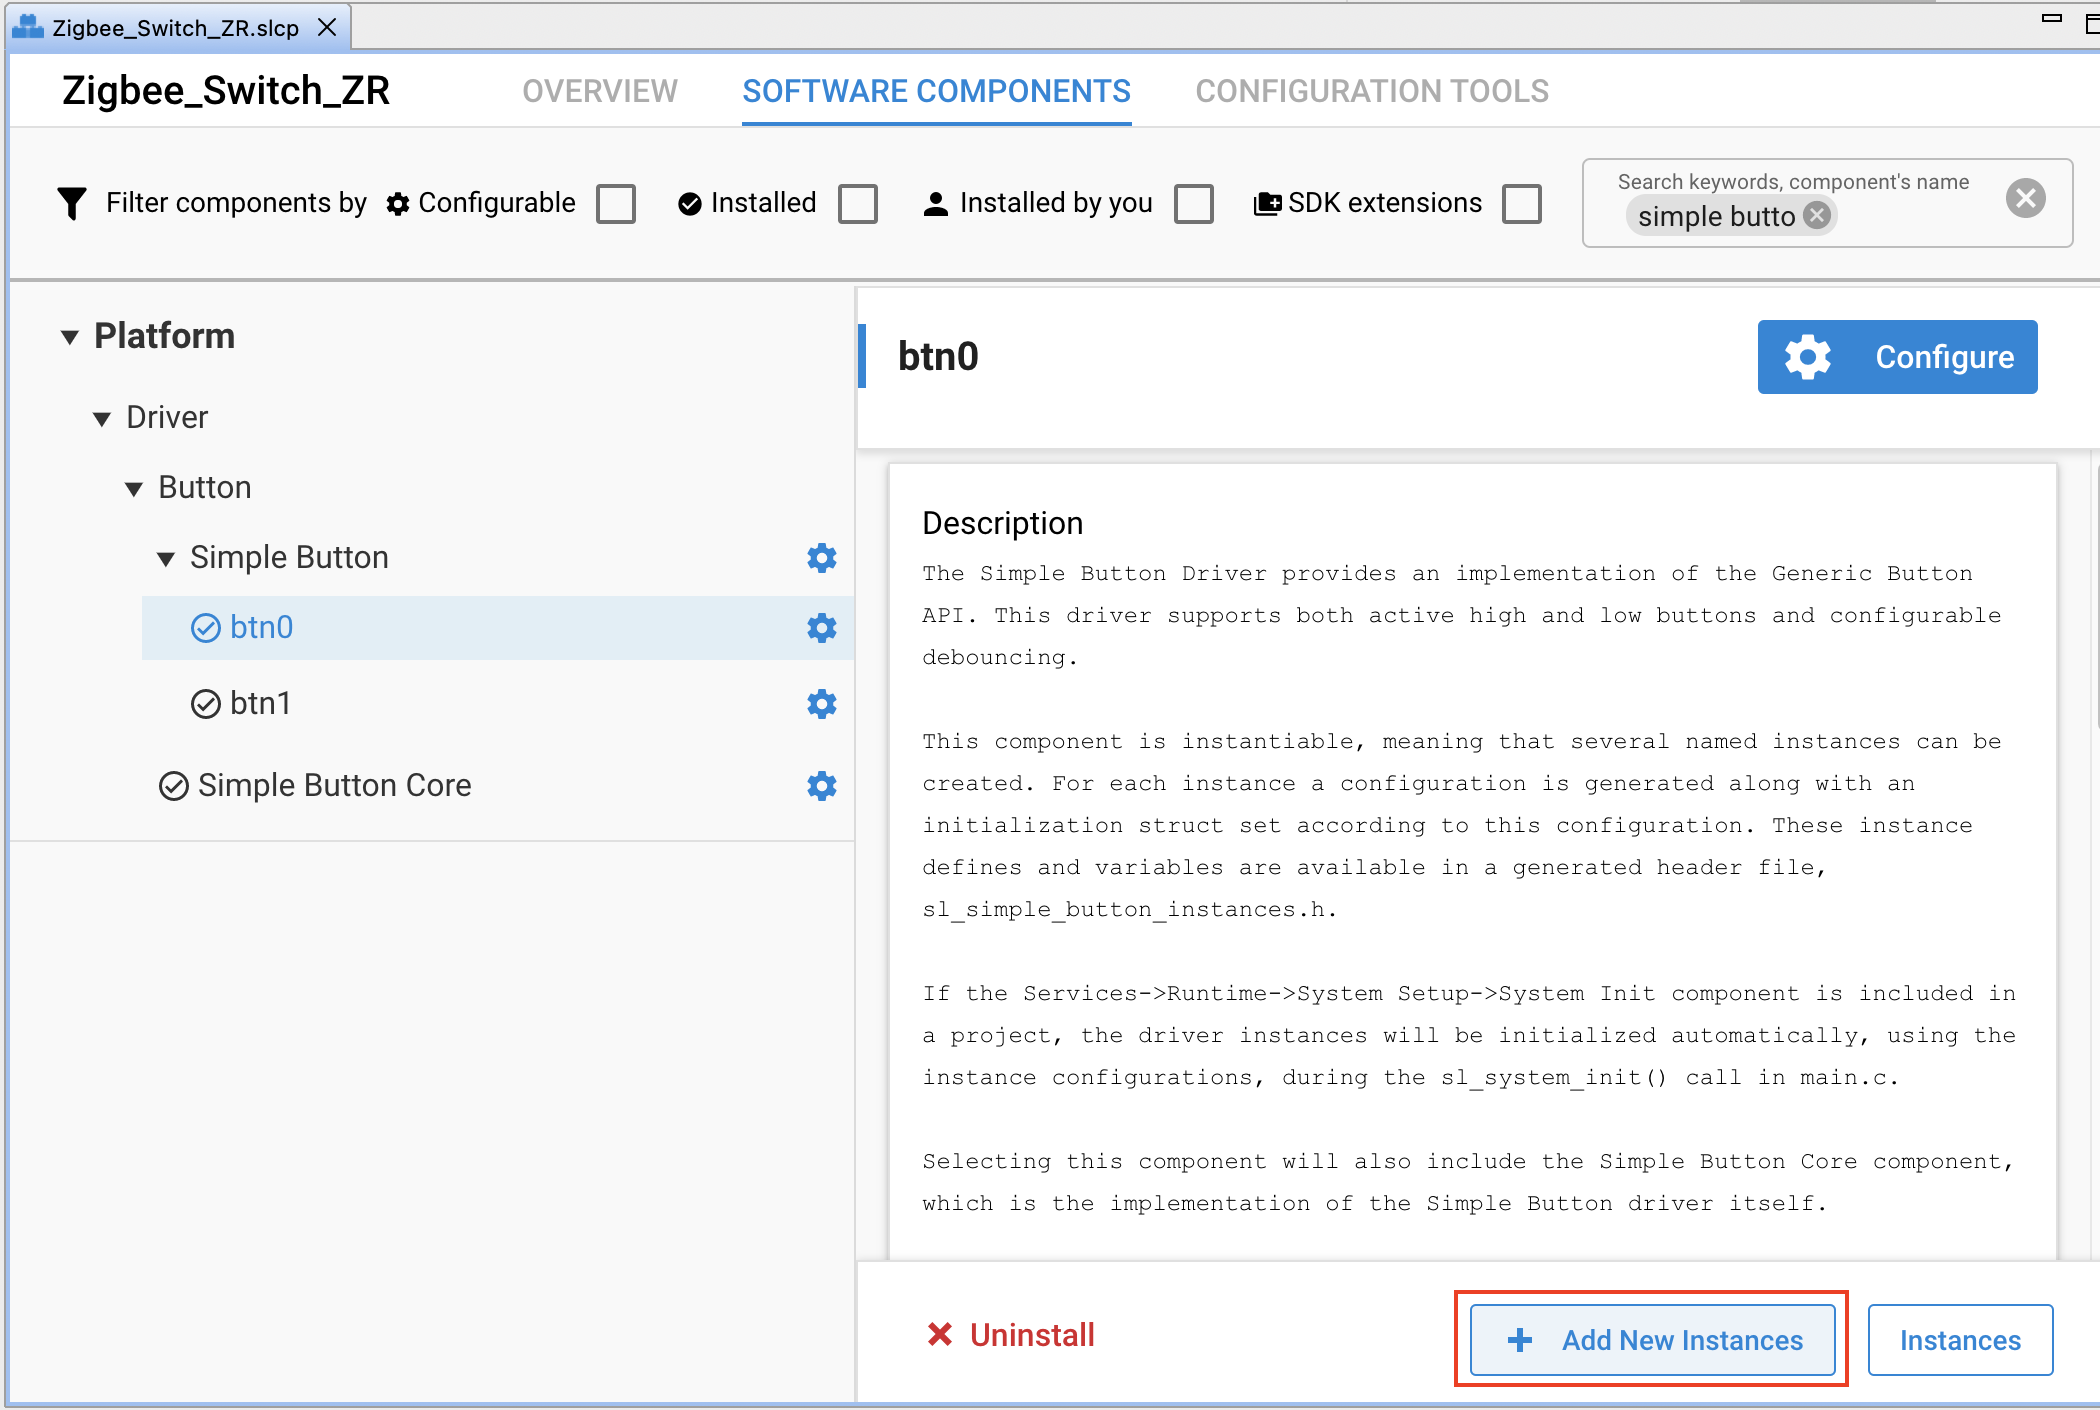 Zigbee_Switch_ZR.slcp
Zigbee_Switch_ZR OVERVIEW SOFTWARE COMPONENTS CONFIGURATION TOOLS
Filter components by Configurable Installed Installed by you SDK extensions
Search keywords, component's name
simple butto
Platform
Driver
Button
Simple Button
btn0
btn1
Simple Button Core
btn0
Configure
Description
The Simple Button Driver provides an implementation of the Generic Button
API. This driver supports both active high and low buttons and configurable
debouncing.
This component is instantiable, meaning that several named instances can be
created. For each instance a configuration is generated along with an
initialization struct set according to this configuration. These instance
defines and variables are available in a generated header file,
sl_simple_button_instances.h.
If the Services->Runtime->System Setup->System Init component is included in
a project, the driver instances will be initialized automatically, using the
instance configurations, during the sl_system_init() call in main.c.
Selecting this component will also include the Simple Button Core component,
which is the implementation of the Simple Button driver itself.
Uninstall
Add New Instances
Instances